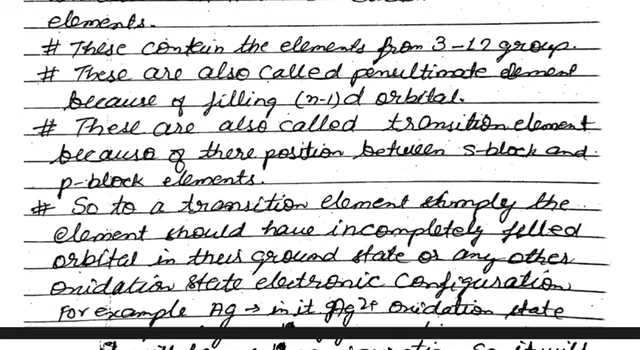 elements.
# These contain the elements from 3-12 group.
# These are also called penultimate element
because of filling (n-1)d orbital.
# These are also called transition element
because of there position between s-block and
p-block elements.
# So to a transition element shmply the
element should have incompletely filled
orbital in their ground state or any other
oxidation state electronic configuration
For example Ag → in it Ag2+ oxidation state